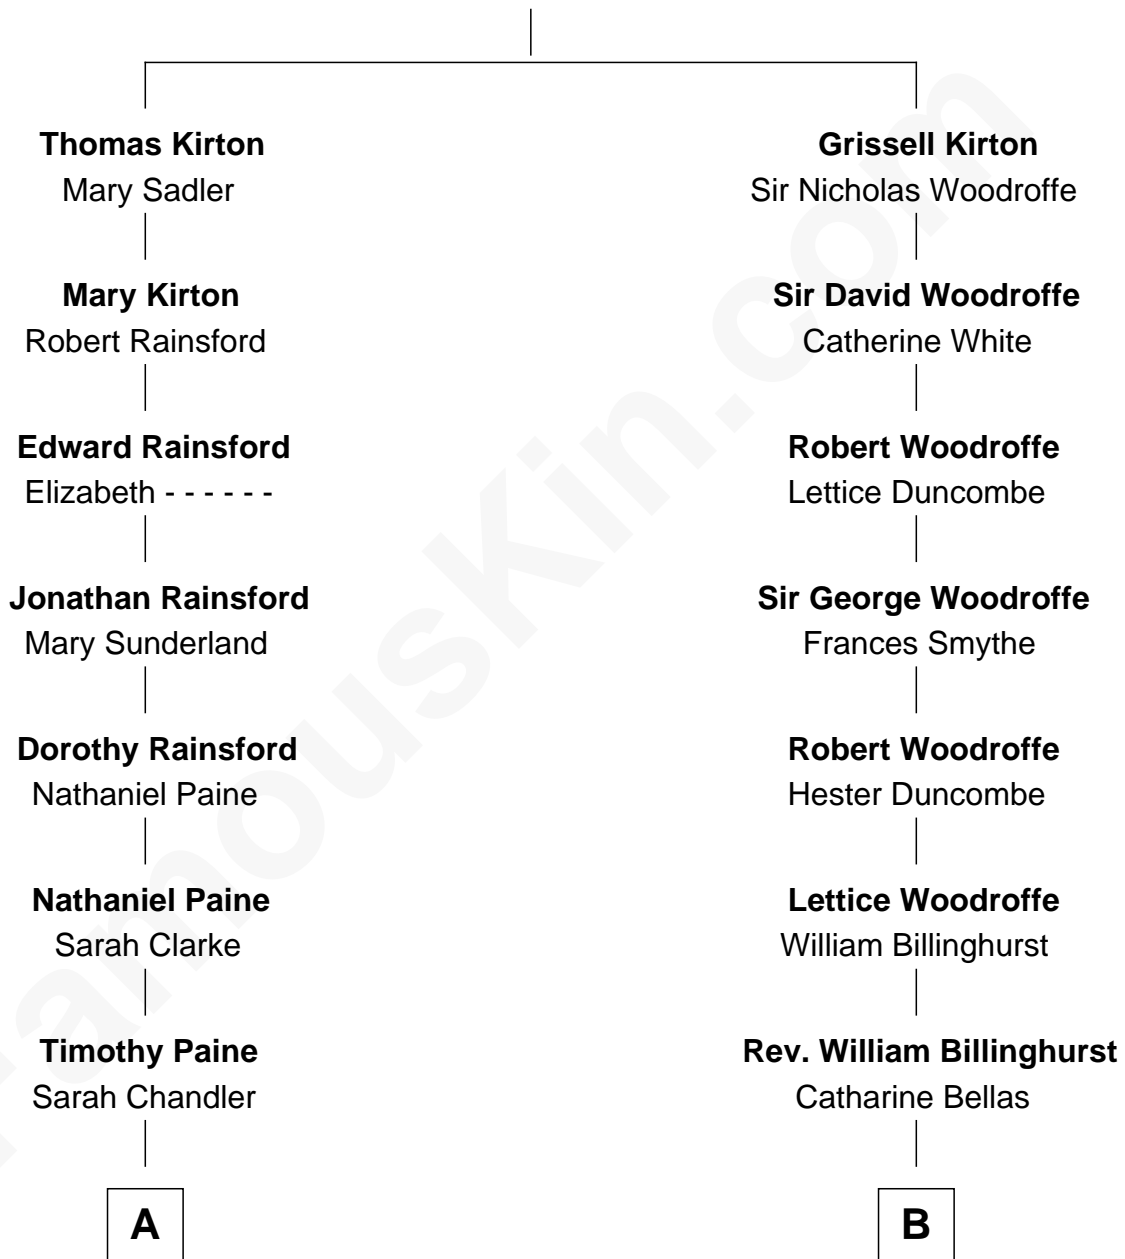 Thomas Kirton
Mary Sadler
Mary Kirton
Robert Rainsford
Edward Rainsford
Elizabeth - - - - - -
Jonathan Rainsford
Mary Sunderland
Dorothy Rainsford
Nathaniel Paine
Nathaniel Paine
Sarah Clarke
Timothy Paine
Sarah Chandler
A
Grissell Kirton
Sir Nicholas Woodroffe
Sir David Woodroffe
Catherine White
Robert Woodroffe
Lettice Duncombe
Sir George Woodroffe
Frances Smythe
Robert Woodroffe
Hester Duncombe
Lettice Woodroffe
William Billinghurst
Rev. William Billinghurst
Catharine Bellas
B
FamousKin.com